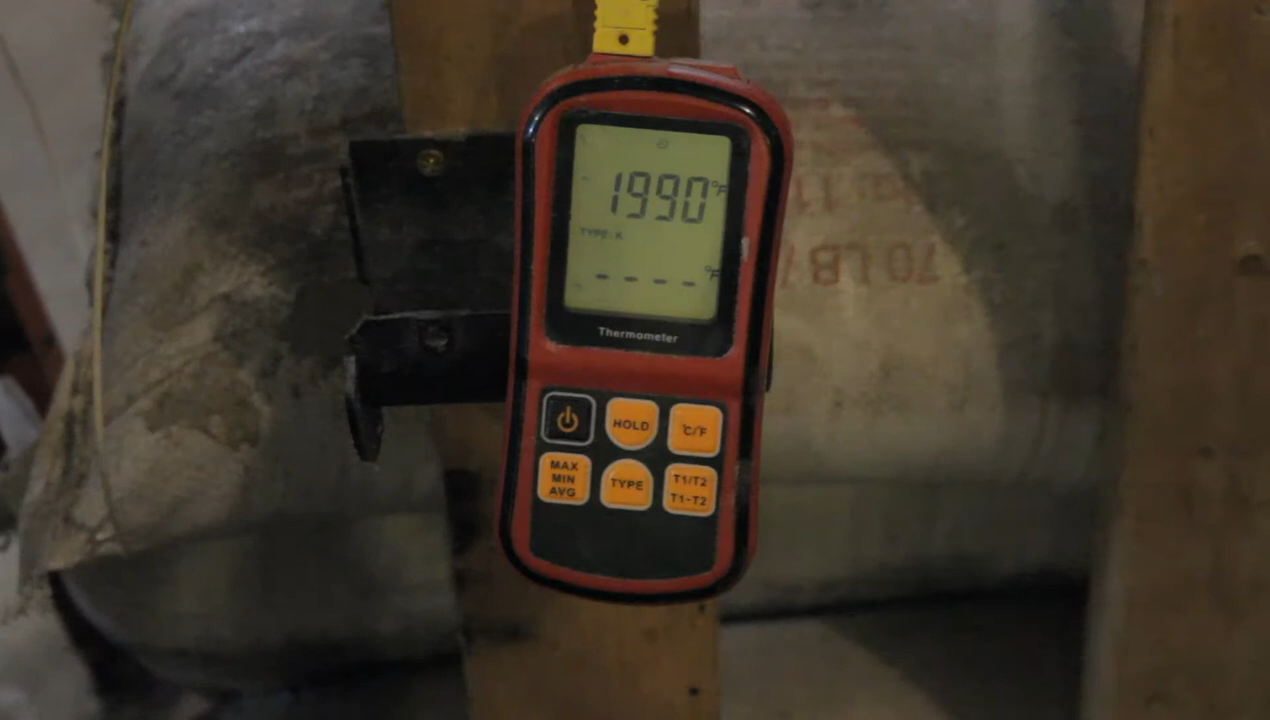 1990°F
TYPE: K
- - - - °F
Thermometer
HOLD
°C/°F
MAX
MIN
AVG
TYPE
T1/T2
T1-T2
70 LB